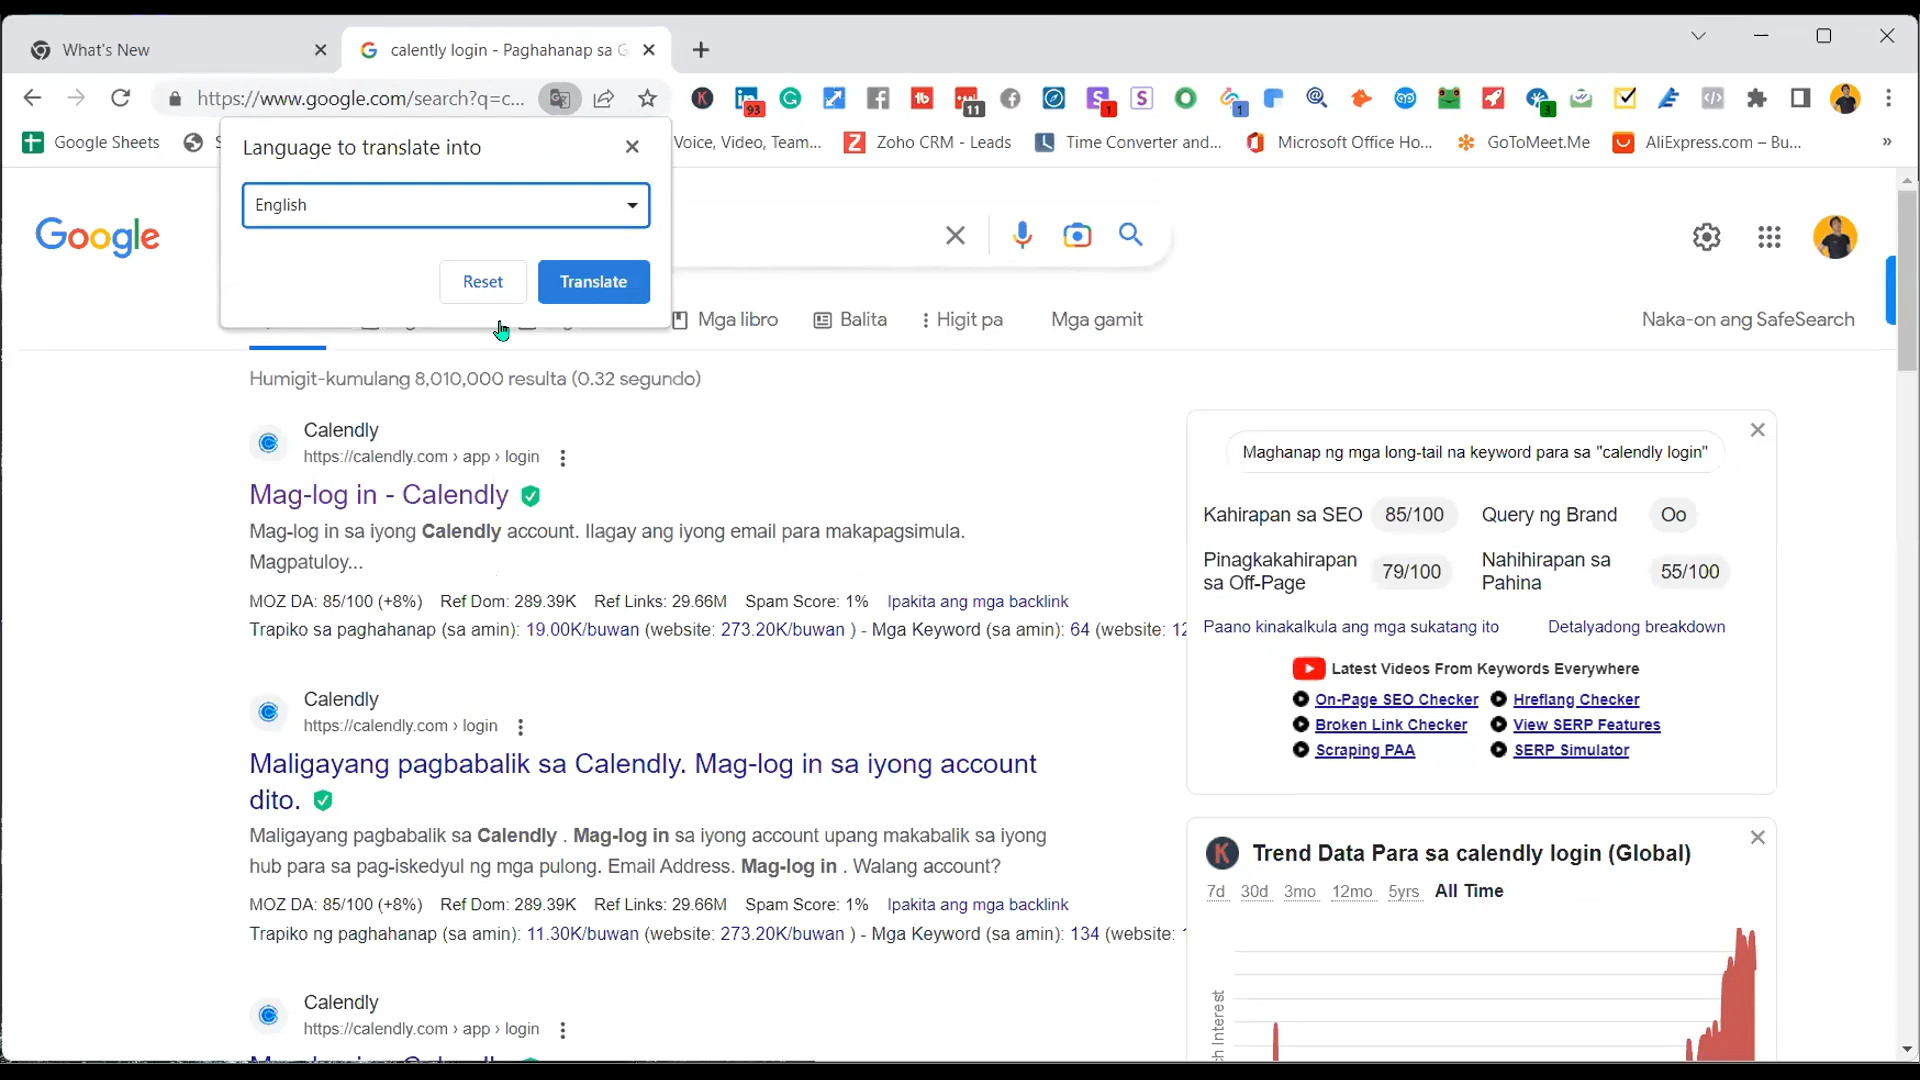 What's New
calently login - Paghahanap sa G
https://www.google.com/search?q=c...
93
11
1
1
3
Google Sheets
Voice, Video, Team...
Zoho CRM - Leads
Time Converter and...
Microsoft Office Ho...
GoToMeet.Me
AliExpress.com – Bu...
»
Language to translate into
English
Reset
Translate
Google
Mga libro
Balita
Higit pa
Mga gamit
Naka-on ang SafeSearch
Humigit-kumulang 8,010,000 resulta (0.32 segundo)
Calendly
https://calendly.com › app › login
Mag-log in - Calendly
Mag-log in sa iyong Calendly account. Ilagay ang iyong email para makapagsimula.
Magpatuloy...
MOZ DA: 85/100 (+8%) Ref Dom: 289.39K Ref Links: 29.66M Spam Score: 1% Ipakita ang mga backlink
Trapiko sa paghahanap (sa amin): 19.00K/buwan (website: 273.20K/buwan ) - Mga Keyword (sa amin): 64 (website: 12
Calendly
https://calendly.com › login
Maligayang pagbabalik sa Calendly. Mag-log in sa iyong account
dito.
Maligayang pagbabalik sa Calendly . Mag-log in sa iyong account upang makabalik sa iyong
hub para sa pag-iskedyul ng mga pulong. Email Address. Mag-log in . Walang account?
MOZ DA: 85/100 (+8%) Ref Dom: 289.39K Ref Links: 29.66M Spam Score: 1% Ipakita ang mga backlink
Trapiko ng paghahanap (sa amin): 11.30K/buwan (website: 273.20K/buwan ) - Mga Keyword (sa amin): 134 (website:
Calendly
https://calendly.com › app › login
Maghanap ng mga long-tail na keyword para sa "calendly login"
Kahirapan sa SEO 85/100 Query ng Brand Oo
Pinagkakahirapan sa Off-Page 79/100 Nahihirapan sa Pahina 55/100
Paano kinakalkula ang mga sukatang ito Detalyadong breakdown
Latest Videos From Keywords Everywhere
On-Page SEO Checker Hreflang Checker
Broken Link Checker View SERP Features
Scraping PAA SERP Simulator
K Trend Data Para sa calendly login (Global)
7d 30d 3mo 12mo 5yrs All Time
ch Interest